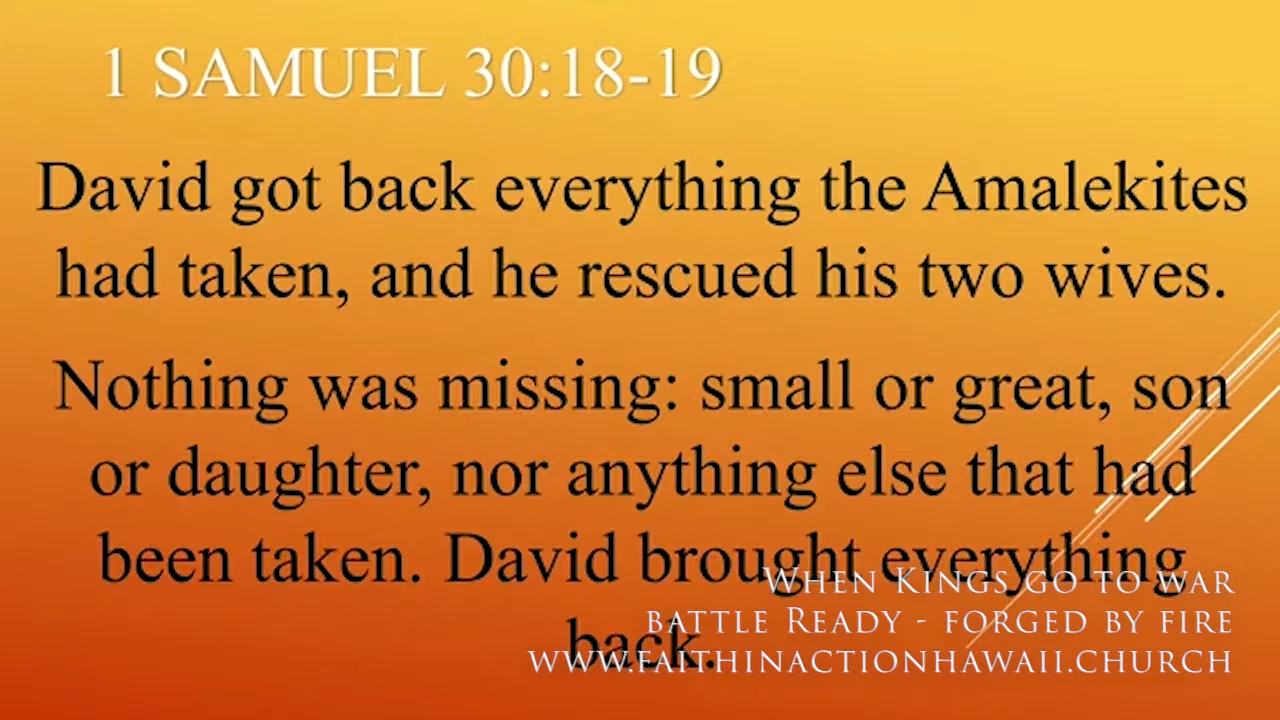 1 SAMUEL 30:18-19
David got back everything the Amalekites
had taken, and he rescued his two wives.
Nothing was missing: small or great, son
or daughter, nor anything else that had
been taken. David brought everything
back.
WHEN KINGS GO TO WAR
BATTLE READY - FORGED BY FIRE
WWW.FAITHINACTIONHAWAII.CHURCH